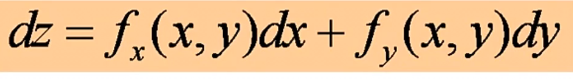 dz = f_x(x, y)dx + f_y(x, y)dy